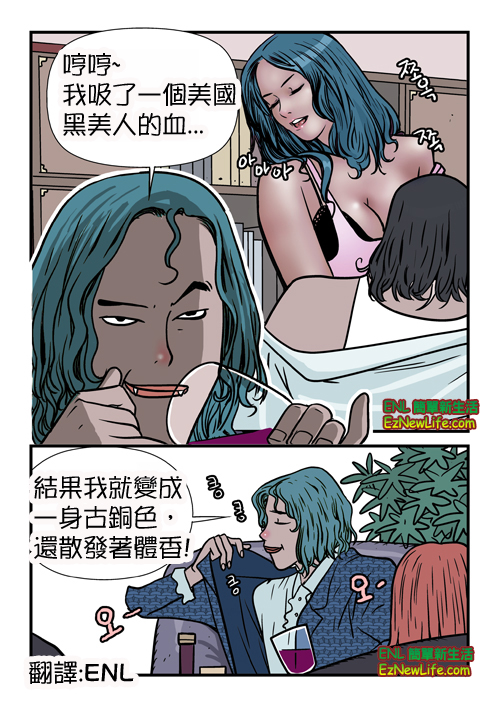 哼哼~
我吸了一個美國
黑美人的血...
쪼옥
쪽
아아아
ENL 簡單新生活
EzNewLife.com
結果我就變成
一身古銅色，
還散發著體香!
킁
킁
오
오
ENL 簡單新生活
EzNewLife.com
翻譯:ENL